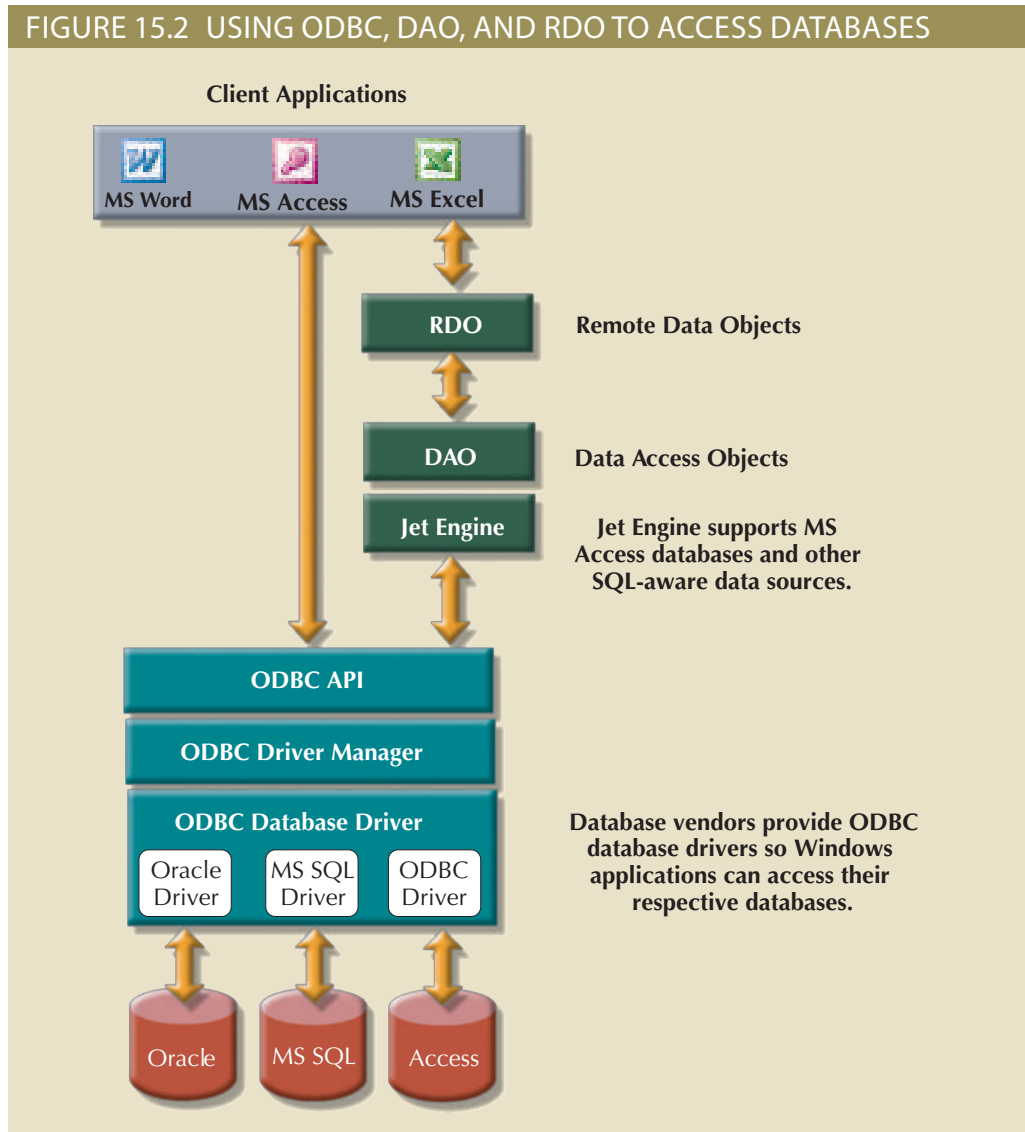 FIGURE 15.2 USING ODBC, DAO, AND RDO TO ACCESS DATABASES
Client Applications
MS Word
MS Access
MS Excel
RDO
Remote Data Objects
DAO
Data Access Objects
Jet Engine
Jet Engine supports MS
Access databases and other
SQL-aware data sources.
ODBC API
ODBC Driver Manager
ODBC Database Driver
Oracle
Driver
MS SQL
Driver
ODBC
Driver
Database vendors provide ODBC
database drivers so Windows
applications can access their
respective databases.
Oracle
MS SQL
Access